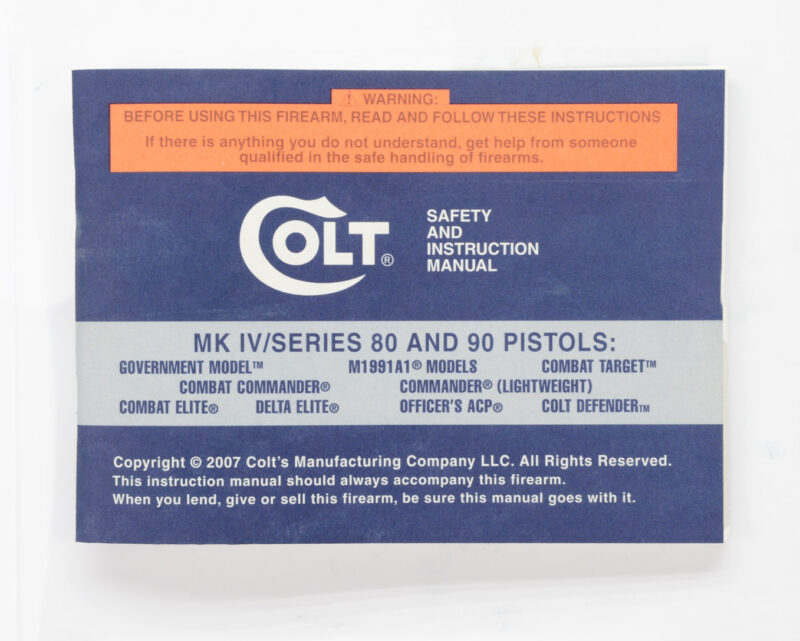 ⚠ WARNING:
BEFORE USING THIS FIREARM, READ AND FOLLOW THESE INSTRUCTIONS
If there is anything you do not understand, get help from someone
qualified in the safe handling of firearms.
COLT®
SAFETY
AND
INSTRUCTION
MANUAL
MK IV/SERIES 80 AND 90 PISTOLS:
GOVERNMENT MODEL™ M1991A1® MODELS COMBAT TARGET™
COMBAT COMMANDER® COMMANDER® (LIGHTWEIGHT)
COMBAT ELITE® DELTA ELITE® OFFICER'S ACP® COLT DEFENDER™
Copyright © 2007 Colt's Manufacturing Company LLC. All Rights Reserved.
This instruction manual should always accompany this firearm.
When you lend, give or sell this firearm, be sure this manual goes with it.